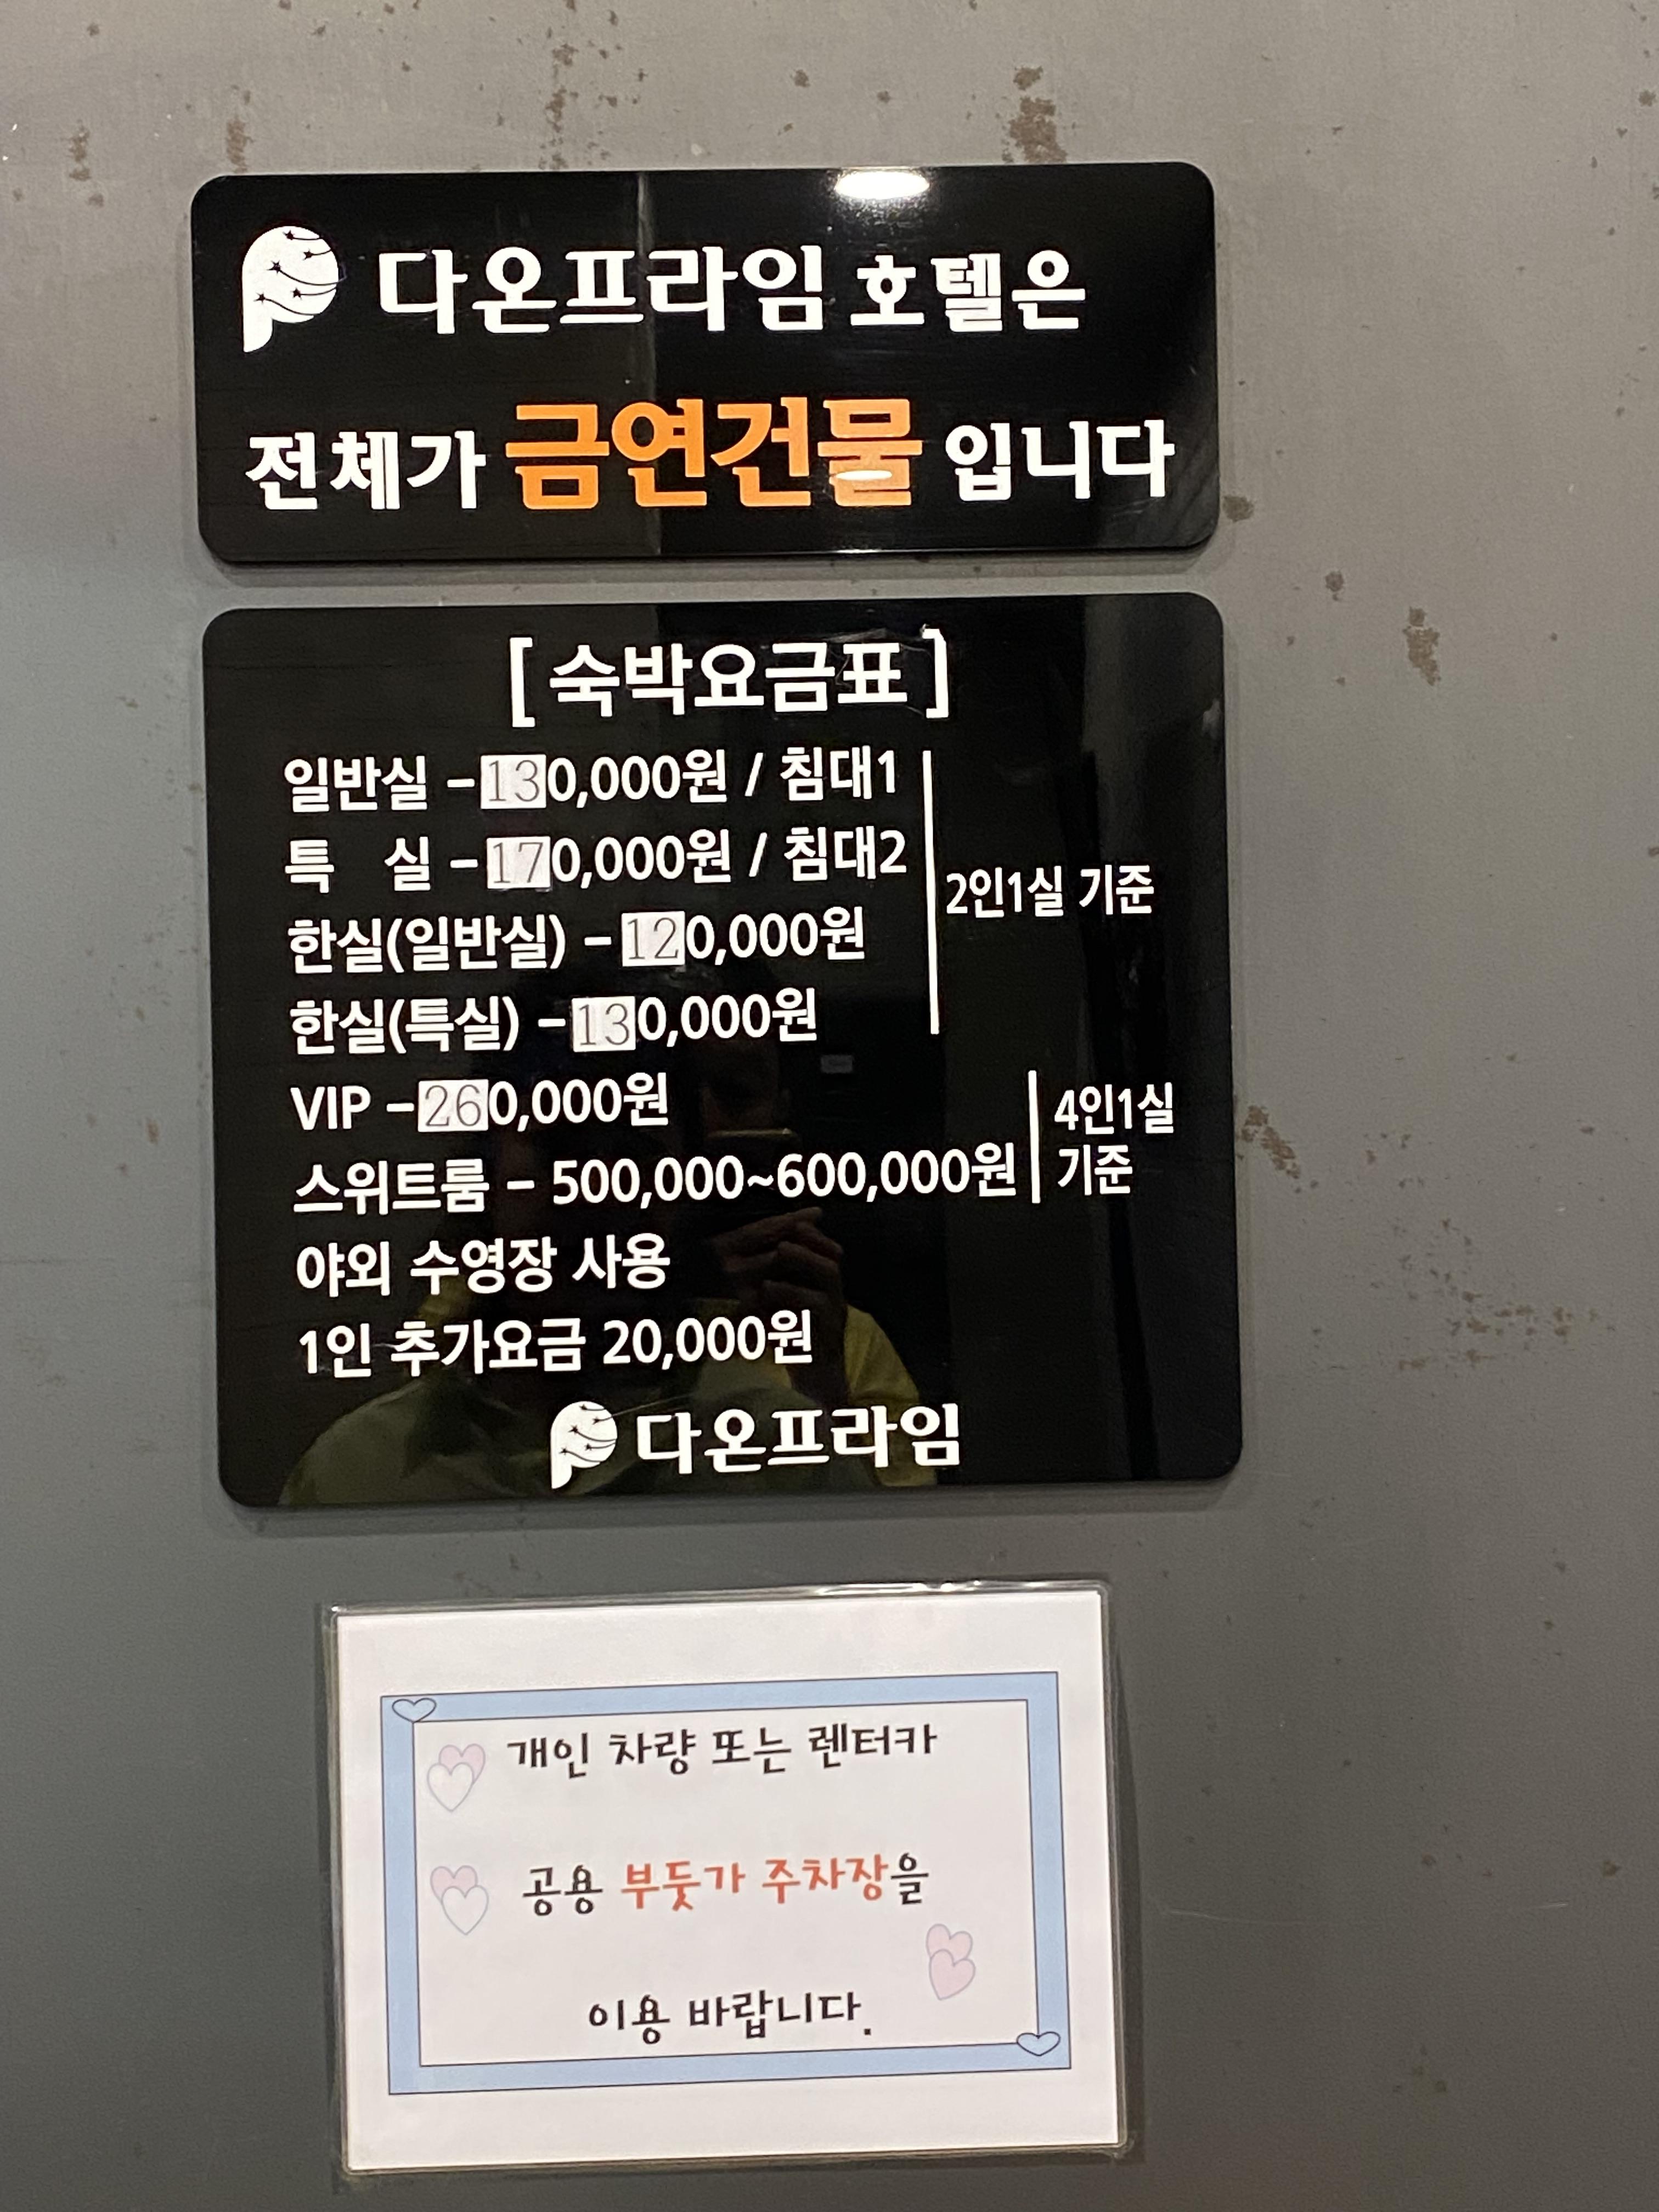 다온프라임 호텔은
전체가 금연건물 입니다
[ 숙박요금표 ]
일반실 -130,000원 / 침대1
특 실 -170,000원 / 침대2
한실(일반실) - 120,000원
한실(특실) - 130,000원
2인1실 기준
VIP -260,000원
스위트룸 - 500,000~600,000원
4인1실
기준
야외 수영장 사용
1인 추가요금 20,000원
다온프라임
개인 차량 또는 렌터카
공용 부둣가 주차장을
이용 바랍니다.